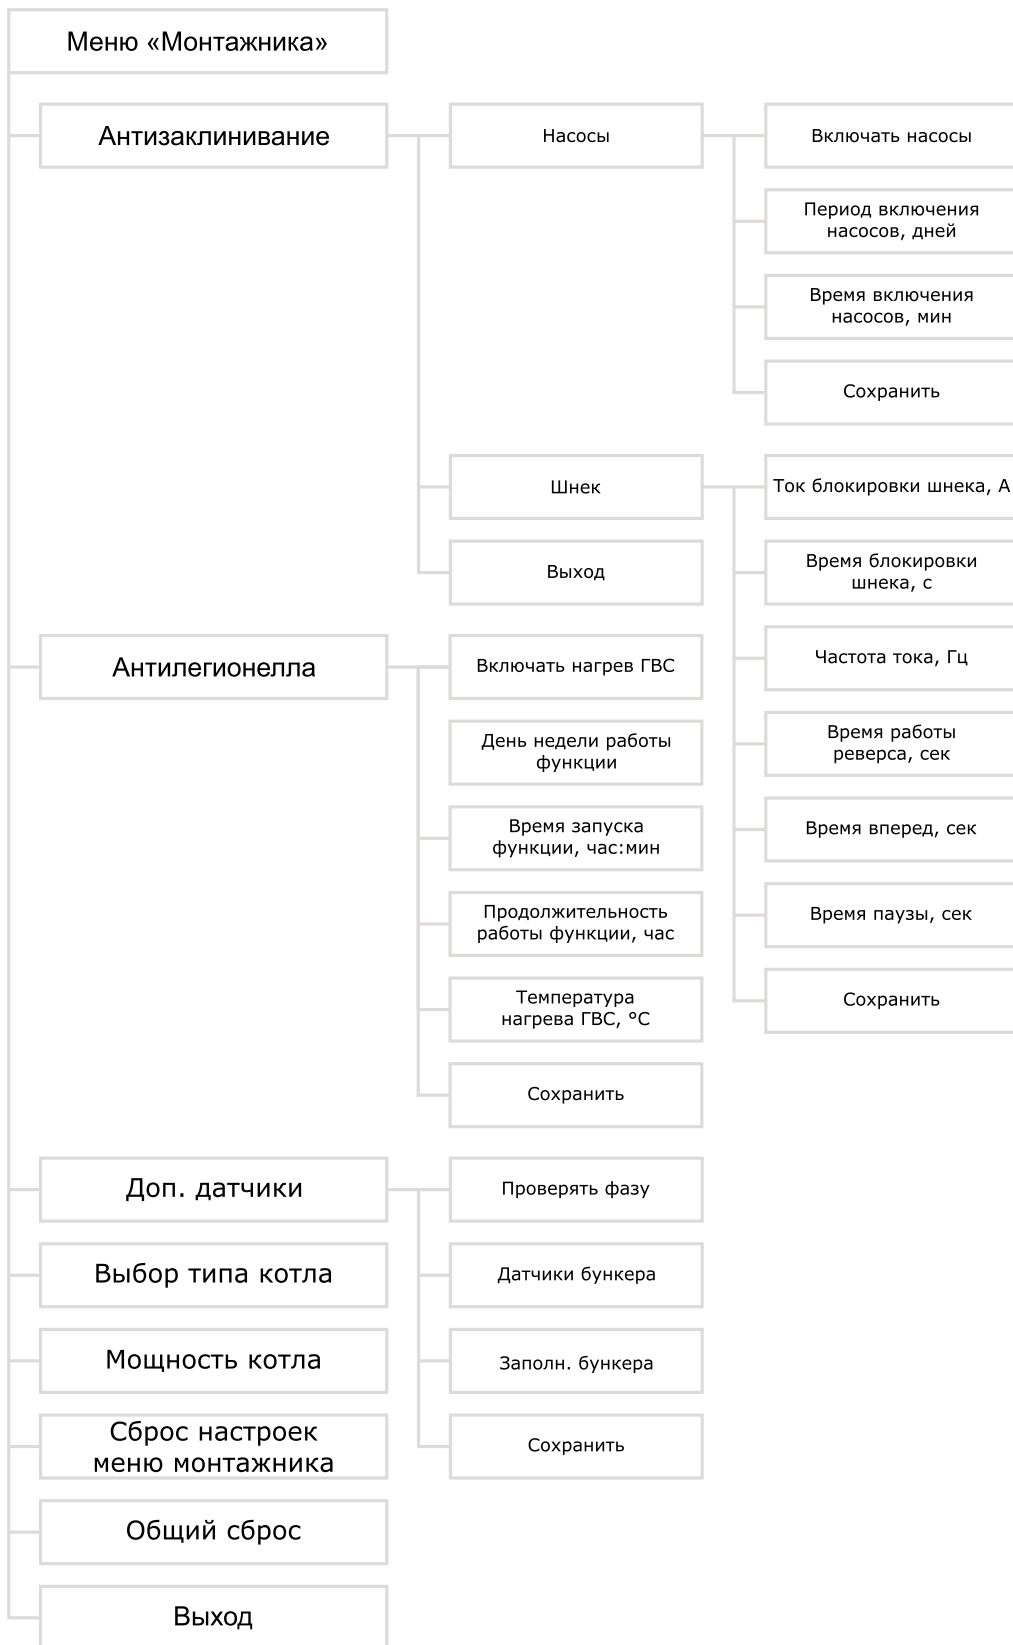 Меню «Монтажника»
Антизаклинивание
Насосы
Включать насосы
Период включения
насосов, дней
Время включения
насосов, мин
Сохранить
Шнек
Ток блокировки шнека, А
Время блокировки
шнека, с
Частота тока, Гц
Время работы
реверса, сек
Время вперед, сек
Время паузы, сек
Сохранить
Выход
Антилегионелла
Включать нагрев ГВС
День недели работы
функции
Время запуска
функции, час:мин
Продолжительность
работы функции, час
Температура
нагрева ГВС, °С
Сохранить
Доп. датчики
Проверять фазу
Датчики бункера
Заполн. бункера
Сохранить
Выбор типа котла
Мощность котла
Сброс настроек
меню монтажника
Общий сброс
Выход